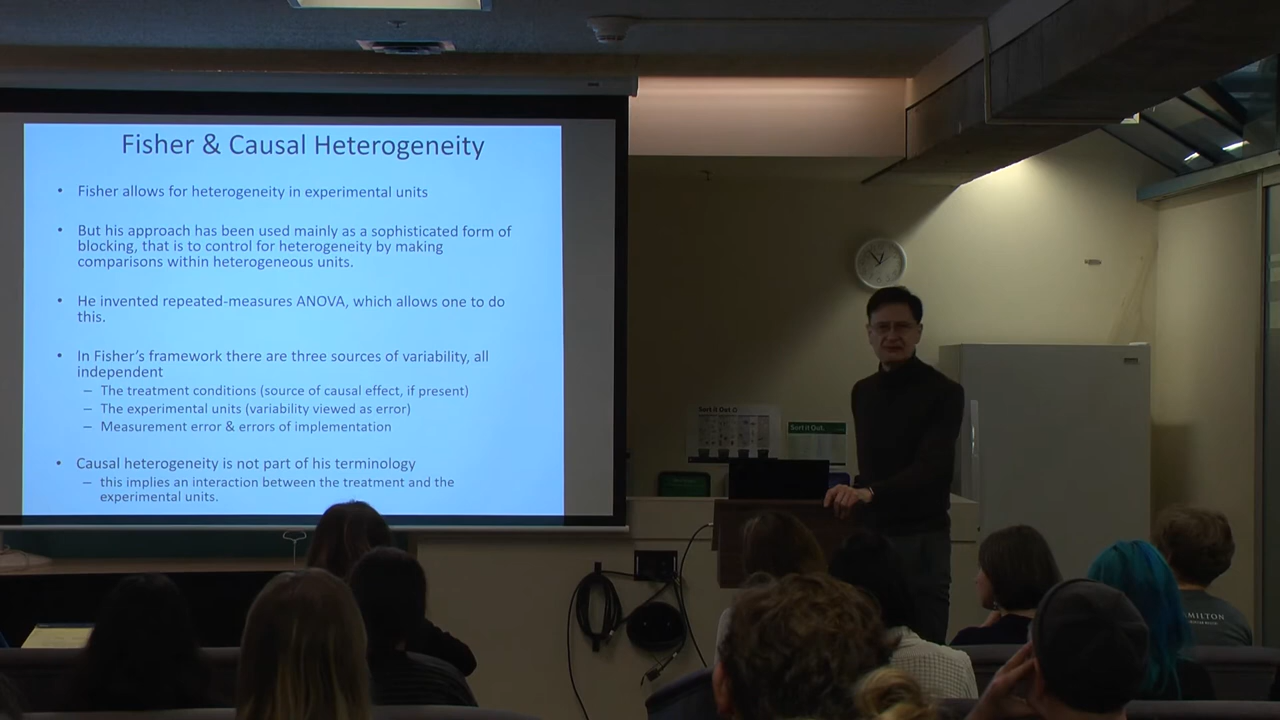 Fisher & Causal Heterogeneity
• Fisher allows for heterogeneity in experimental units
• But his approach has been used mainly as a sophisticated form of
blocking, that is to control for heterogeneity by making
comparisons within heterogeneous units.
• He invented repeated-measures ANOVA, which allows one to do
this.
• In Fisher's framework there are three sources of variability, all
independent
– The treatment conditions (source of causal effect, if present)
– The experimental units (variability viewed as error)
– Measurement error & errors of implementation
• Causal heterogeneity is not part of his terminology
– this implies an interaction between the treatment and the
experimental units.
Sort it Out
Sort it Out.